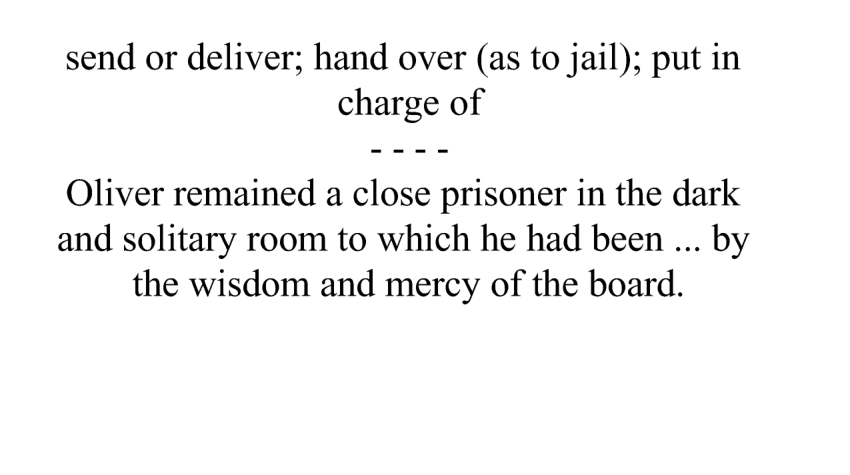 send or deliver; hand over (as to jail); put in
charge of
- - - -
Oliver remained a close prisoner in the dark
and solitary room to which he had been ... by
the wisdom and mercy of the board.